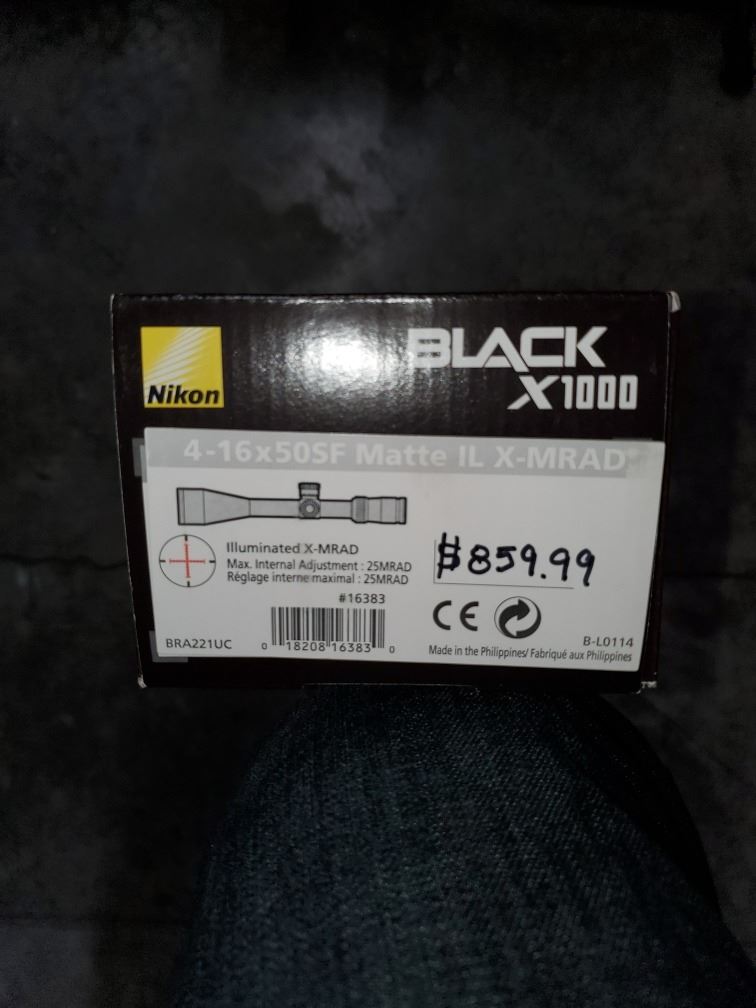 Nikon
BLACK
X1000
4-16x50SF Matte IL X-MRAD
Illuminated X-MRAD
Max. Internal Adjustment : 25MRAD
Réglage interne maximal : 25MRAD
$859.99
#16383
CE
BRA221UC
0 18208 16383 0
B-L0114
Made in the Philippines/ Fabriqué aux Philippines